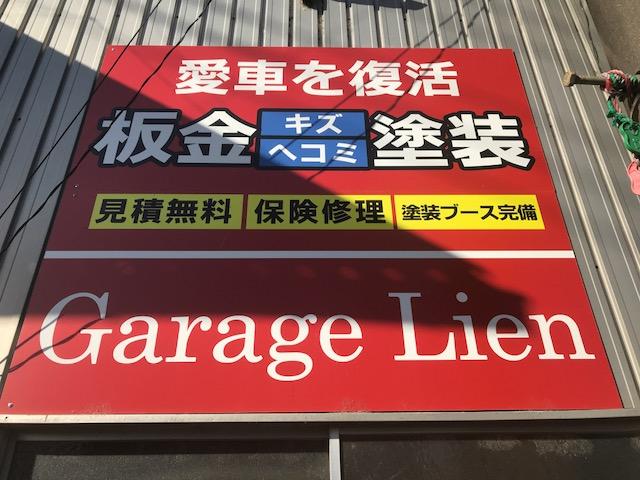 愛車を復活
板金 キズ ヘコミ 塗装
見積無料 保険修理 塗装ブース完備
Garage Lien